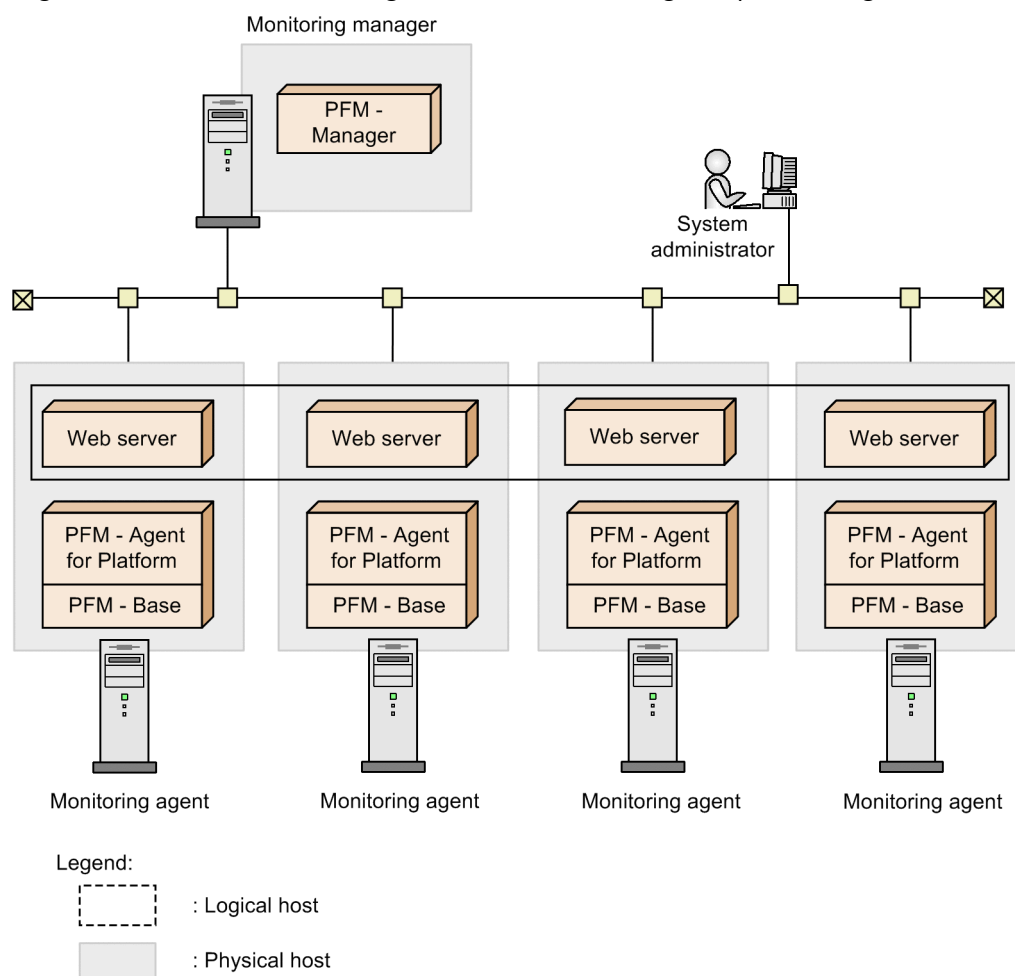 Monitoring manager
PFM -
Manager
System
administrator
Web server
Web server
Web server
Web server
PFM - Agent
for Platform
PFM - Base
PFM - Agent
for Platform
PFM - Base
PFM - Agent
for Platform
PFM - Base
PFM - Agent
for Platform
PFM - Base
Monitoring agent
Monitoring agent
Monitoring agent
Monitoring agent
Legend:
: Logical host
: Physical host